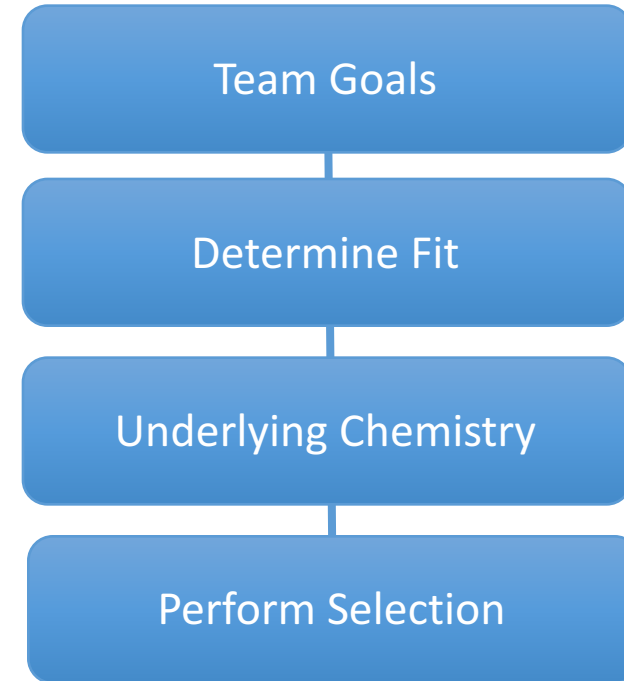 Team Goals
Determine Fit
Underlying Chemistry
Perform Selection